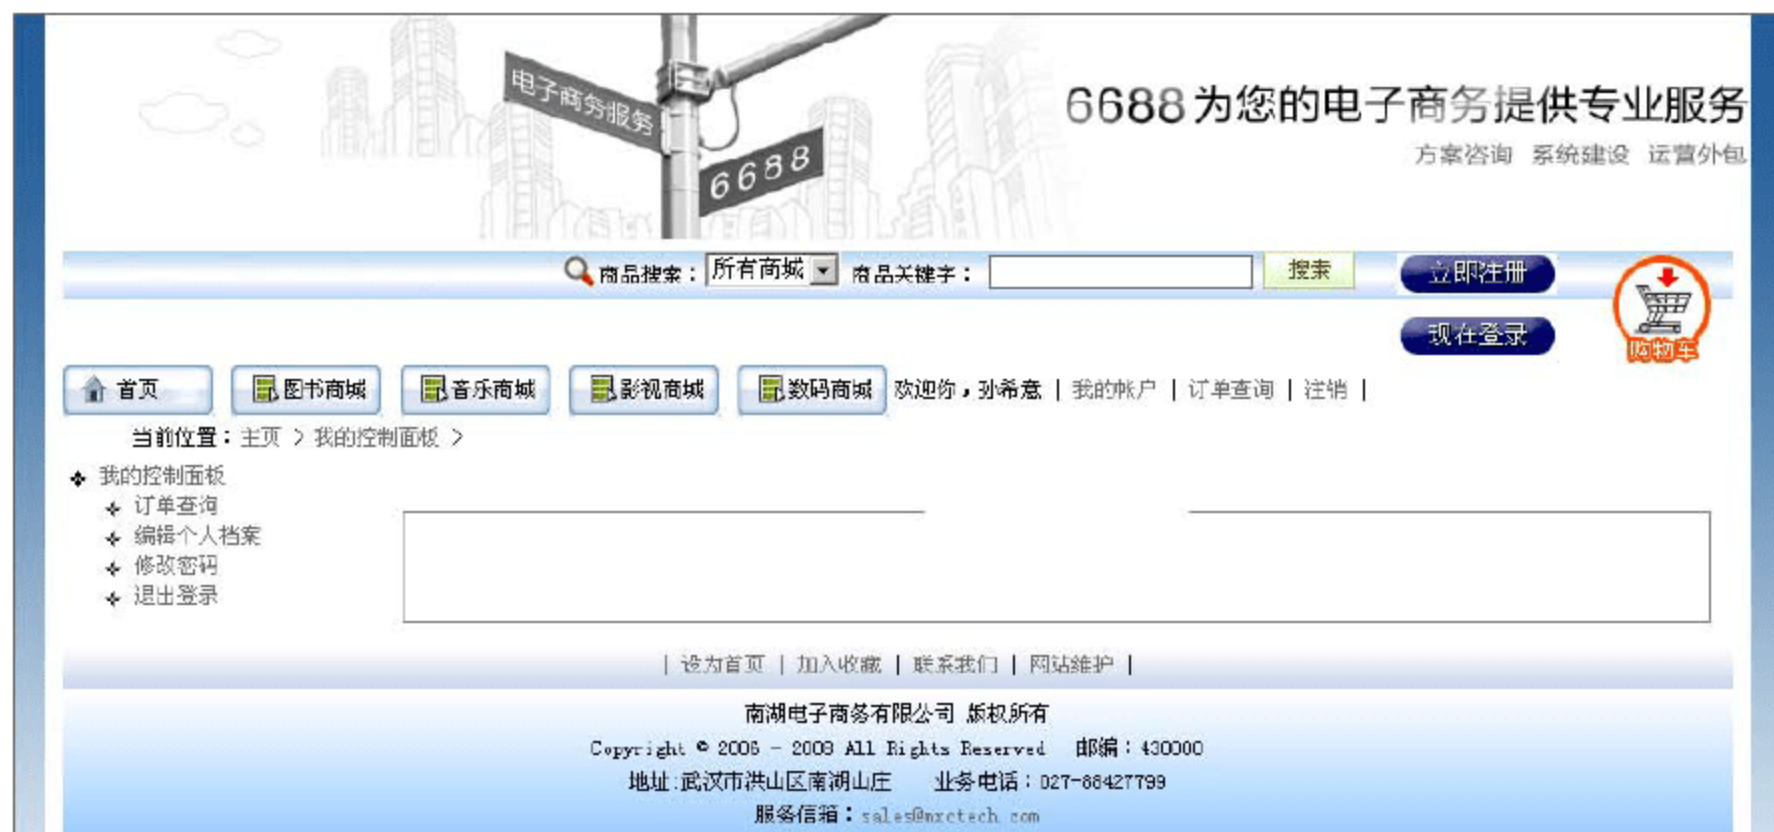 电子商务服务
6688
6688为您的电子商务提供专业服务
方案咨询 系统建设 运营外包
商品搜索： 所有商城 商品关键字： 搜索 立即注册
现在登录
购物车
首页 图书商城 音乐商城 影视商城 数码商城 欢迎你，孙希意 | 我的帐户 | 订单查询 | 注销 |
当前位置：主页 > 我的控制面板 >
我的控制面板
订单查询
编辑个人档案
修改密码
退出登录
| 设为首页 | 加入收藏 | 联系我们 | 网站维护 |
南湖电子商务有限公司 版权所有
Copyright © 2006 - 2008 All Rights Reserved 邮编：430000
地址:武汉市洪山区南湖山庄 业务电话：027-88427799
服务信箱：sales@mrctech.com